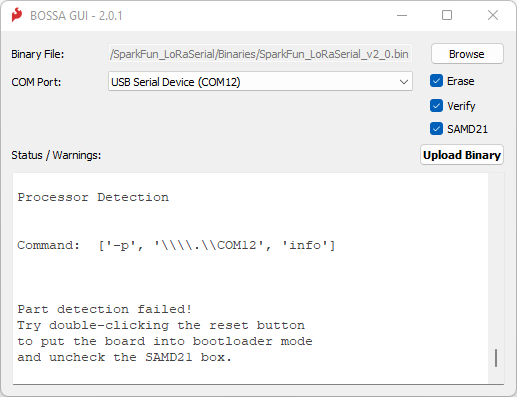 BOSSA GUI - 2.0.1
Binary File:
/SparkFun_LoRaSerial/Binaries/SparkFun_LoRaSerial_v2_0.bin
Browse
COM Port:
USB Serial Device (COM12)
Erase
Verify
SAMD21
Status / Warnings:
Upload Binary
Processor Detection
Command:  ['-p', '\\\\.\\COM12', 'info']
Part detection failed!
Try double-clicking the reset button
to put the board into bootloader mode
and uncheck the SAMD21 box.